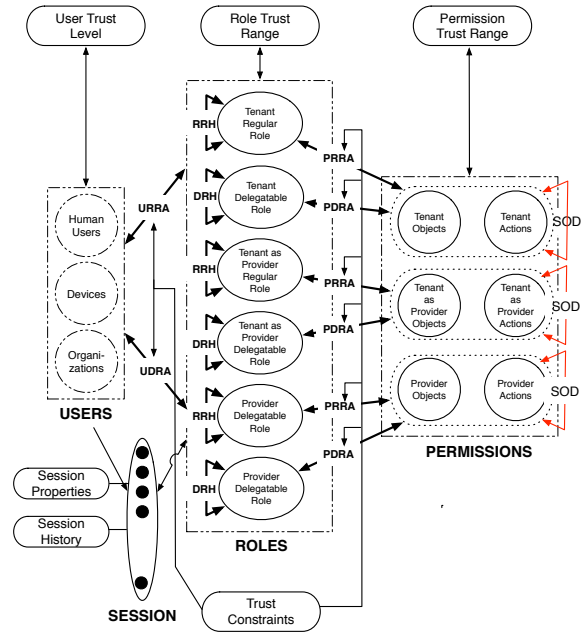 User Trust
Level
Role Trust
Range
Permission
Trust Range
RRH
Tenant
Regular
Role
PRRA
DRH
Tenant
Delegatable
Role
PDRA
URRA
Human
Users
Tenant
Objects
Tenant
Actions
SOD
RRH
Tenant as
Provider
Regular
Role
PRRA
Devices
Tenant
as
Provider
Objects
Tenant
as
Provider
Actions
SOD
DRH
Tenant as
Provider
Delegatable
Role
PDRA
Organi-
zations
UDRA
USERS
RRH
Provider
Delegatable
Role
PRRA
Provider
Objects
Provider
Actions
SOD
PERMISSIONS
DRH
Provider
Delegatable
Role
PDRA
Session
Properties
Session
History
ROLES
SESSION
Trust
Constraints